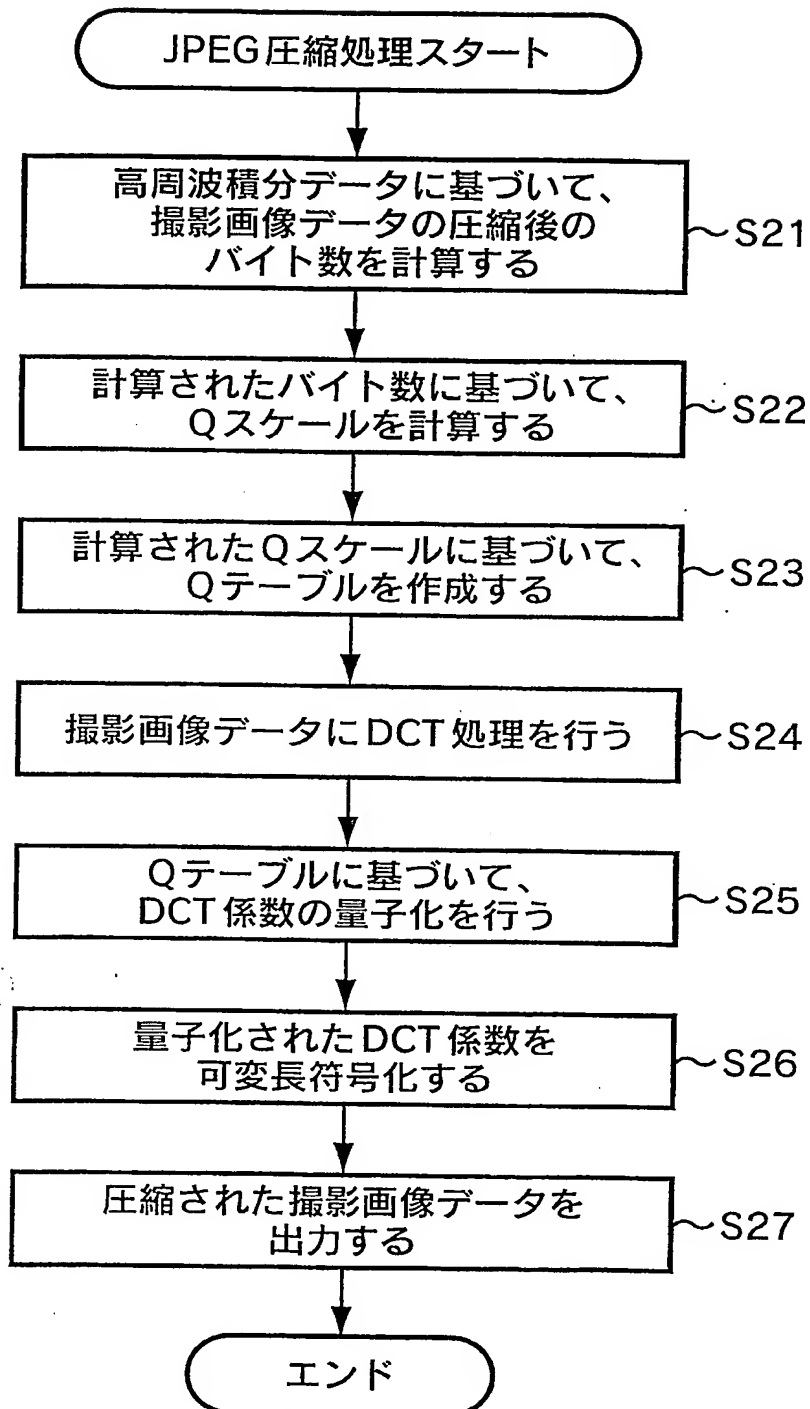 JPEG圧縮処理スタート
高周波積分データに基づいて、
撮影画像データの圧縮後の
バイト数を計算する
S21
計算されたバイト数に基づいて、
Qスケールを計算する
S22
計算されたQスケールに基づいて、
Qテーブルを作成する
S23
撮影画像データにDCT処理を行う
S24
Qテーブルに基づいて、
DCT係数の量子化を行う
S25
量子化されたDCT係数を
可変長符号化する
S26
圧縮された撮影画像データを
出力する
S27
エンド